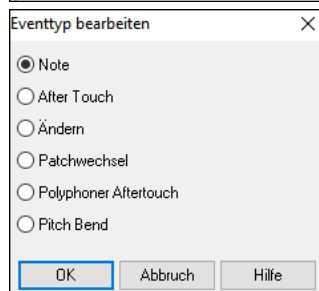 Eventtyp bearbeiten
Note
After Touch
Ändern
Patchwechsel
Polyphoner Aftertouch
Pitch Bend
OK Abbruch Hilfe